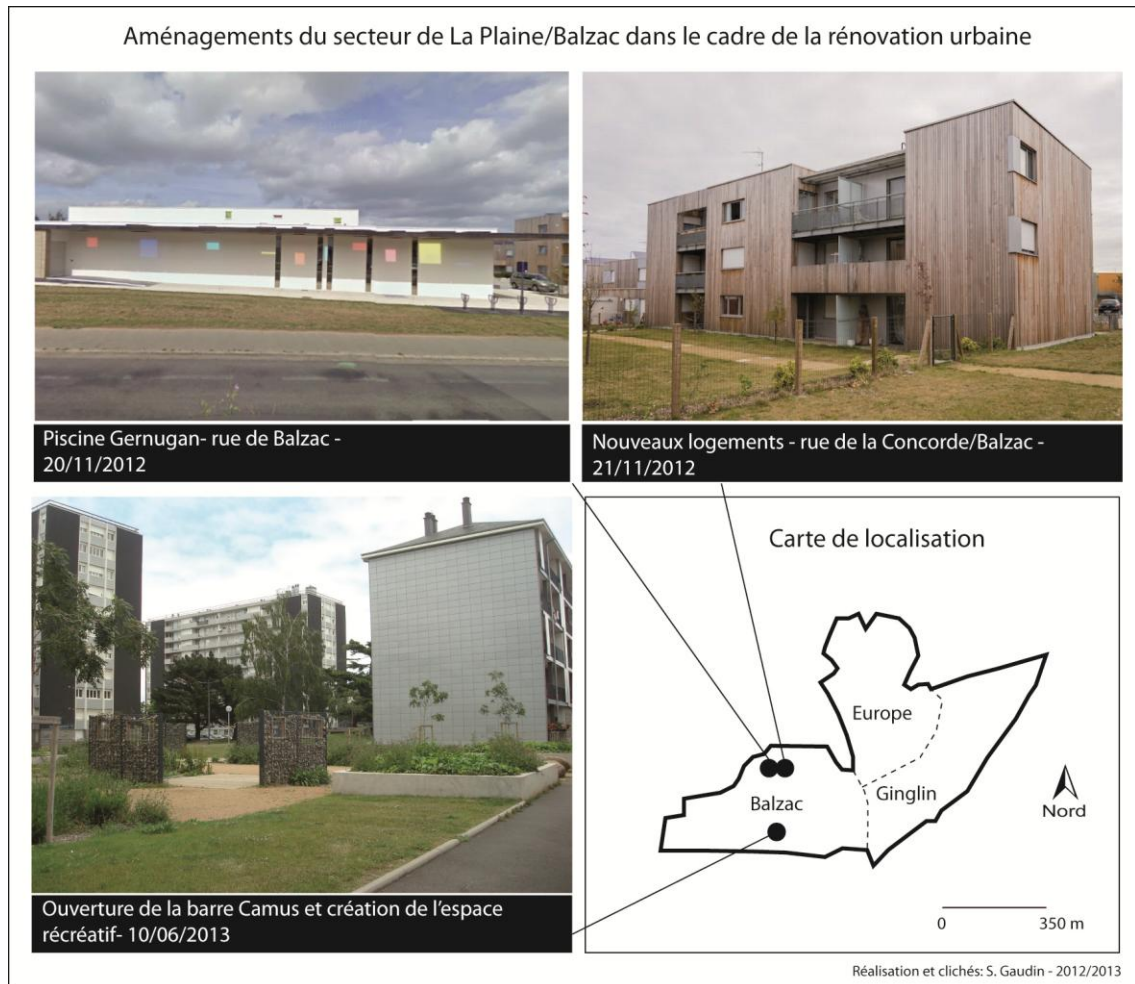 Aménagements du secteur de La Plaine/Balzac dans le cadre de la rénovation urbaine
Piscine Gernugan- rue de Balzac -
20/11/2012
Nouveaux logements - rue de la Concorde/Balzac -
21/11/2012
Ouverture de la barre Camus et création de l'espace
récréatif- 10/06/2013
Carte de localisation
Europe
Ginglin
Balzac
Nord
0 350 m
Réalisation et clichés: S. Gaudin - 2012/2013